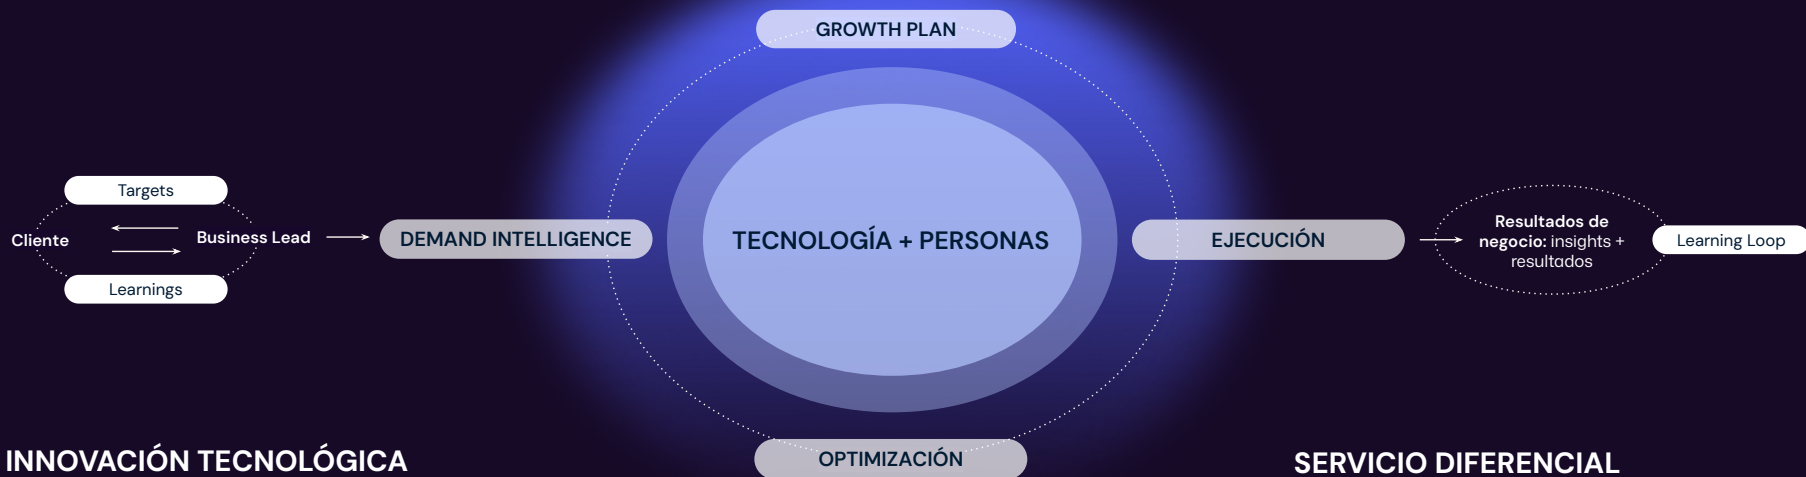 GROWTH PLAN
Targets
Cliente
Business Lead
Learnings
DEMAND INTELLIGENCE
TECNOLOGÍA + PERSONAS
EJECUCIÓN
Resultados de
negocio: insights +
resultados
Learning Loop
OPTIMIZACIÓN
INNOVACIÓN TECNOLÓGICA
SERVICIO DIFERENCIAL